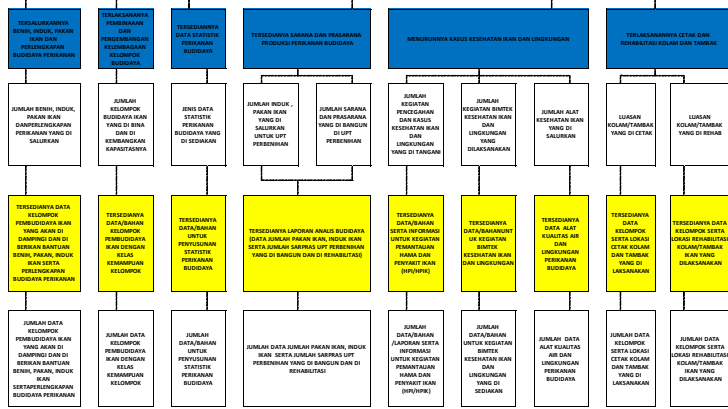 TERSALURKANNYA
BENIH, INDUK, PAKAN
IKAN DAN
PERLENGKAPAN
BUDIDAYA PERIKANAN
TERLAKSANANYA
PEMBINAAAN
DAN
PENGEMBANGAN
KELEMBAGAAN
KELOMPOK
BUDIDAYA
TERSEDIANNYA
DATA STATISTIK
PERIKANAN
BUDIDAYA
TERSEDIANYA SARANA DAN PRASARANA
PRODUKSI PERIKANAN BUDIDAYA
MENURUNNYA KASUS KESEHATAN IKAN DAN LINGKUNGAN
TERLAKSANANNYA CETAK DAN
REHABILITASI KOLAM DAN TAMBAK
JUMLAH BENIH, INDUK,
PAKAN IKAN
DANPERLENGKAPAN
PERIKANAN YANG DI
SALURKAN
JUMLAH
KELOMPOK
BUDIDAYA IKAN
YANG DI BINA
DAN DI
KEMBANGKAN
KAPASITASNYA
JENIS DATA
STATISTIK
PERIKANAN
BUDIDAYA YANG
DI SEDIAKAN
JUMLAH INDUK ,
PAKAN IKAN
YANG DI
SALURKAN
UNTUK UPT
PERBENIHAN
JUMLAH SARANA
DAN PRASARANA
YANG DI BANGUN
DI UPT
PERBENIHAN
JUMLAH
KEGIATAN
PENCEGAHAN
DAN KASUS
KESEHATAN IKAN
DAN
LINGKUNGAN
YANG DI TANGANI
JUMLAH
KEGIATAN BIMTEK
KESEHATAN IKAN
DAN
LINGKUNGAN
YANG
DILAKSANAKAN
JUMLAH ALAT
KESEHATAN IKAN
YANG DI
SALURKAN
LUASAN
KOLAM/TAMBAK
YANG DI CETAK
LUASAN
KOLAM/TAMBAK
YANG DI REHAB
TERSEDIANYA DATA
KELOMPOK
PEMBUDIDAYA IKAN
YANG AKAN DI
DAMPINGI DAN DI
BERIKAN BANTUAN
BENIH, PAKAN, INDUK
IKAN SERTA
PERLENGKAPAN
BUDIDAYA PERIKANAN
TERSEDIANYA
DATA/BAHAN
KELOMPOK
PEMBUDIDAYA
IKAN DENGAN
KELAS
KEMAMPUAN
KELOMPOK
TERSEDIANYA
DATA/BAHAN
UNTUK
PENYUSUNAN
STATISTIK
PERIKANAN
BUDIDAYA
TERSEDIANYA LAPORAN ANALIS BUDIDAYA
(DATA JUMLAH PAKAN IKAN, INDUK IKAN
SERTA JUMLAH SARPRAS UPT PERBENIHAN
YANG DI BANGUN DAN DI REHABILITASI)
TERSEDIANYA
DATA/BAHAN
SERTA INFORMASI
UNTUK KEGIATAN
PEMANTAUAN
HAMA DAN
PENYAKIT IKAN
(HPI/HPIK)
TERSEDIANYA
DATA/BAHANUNT
UK KEGIATAN
BIMTEK
KESEHATAN IKAN
DAN LINGKUNGAN
TERSEDIANYA
DATA ALAT
KUALITAS AIR
DAN
LINGKUNGAN
PERIKANAN
BUDIDAYA
TERSEDIANYA
DATA
KELOMPOK
SERTA LOKASI
CETAK KOLAM
DAN TAMBAK
YANG DI
LAKSANAKAN
TERSEDIANYA DATA
KELOMPOK SERTA
LOKASI REHABILITASI
KOLAM/TAMBAK
IKAN YANG
DILAKSANAKAN
JUMLAH DATA
KELOMPOK
PEMBUDIDAYA IKAN
YANG AKAN DI
DAMPINGI DAN DI
BERIKAN BANTUAN
BENIH, PAKAN, INDUK
IKAN
SERTAPERLENGKAPAN
BUDIDAYA PERIKANAN
JUMLAH DATA
KELOMPOK
PEMBUDIDAYA
IKAN DENGAN
KELAS
KEMAMPUAN
KELOMPOK
JUMLAH
DATA/BAHAN
UNTUK
PENYUSUNAN
STATISTIK
PERIKANAN
BUDIDAYA
JUMLAH DATA JUMLAH PAKAN IKAN, INDUK
IKAN SERTA JUMLAH SARPRAS UPT
PERBENIHAN YANG DI BANGUN DAN DI
REHABILITASI
JUMLAH
DATA/BAHAN
/LAPORAN SERTA
INFORMASI
UNTUK KEGIATAN
PEMANTAUAN
HAMA DAN
PENYAKIT IKAN
(HPI/HPIK)
JUMLAH
DATA/BAHAN
UNTUK KEGIATAN
BIMTEK
KESEHATAN IKAN
DAN
LINGKUNGAN
YANG DI
SEDIAKAN
JUMLAH DATA
ALAT KUALITAS
AIR DAN
LINGKUNGAN
PERIKANAN
BUDIDAYA
JUMLAH DATA
KELOMPOK
SERTA LOKASI
CETAK KOLAM
DAN TAMBAK
YANG DI
LAKSANAKAN
JUMLAH DATA
KELOMPOK SERTA
LOKASI REHABILITASI
KOLAM/TAMBAK
IKAN YANG
DILAKSANAKAN